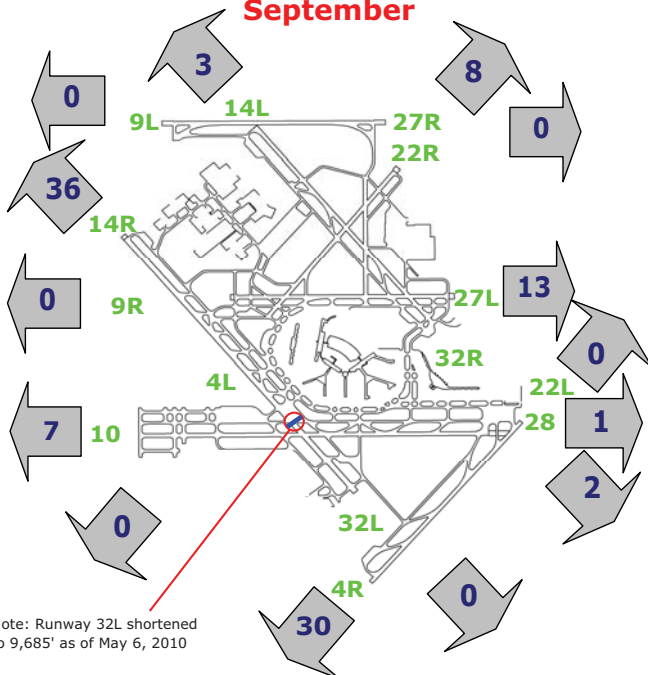 September
3
8
0
14L
9L
27R
0
22R
36
14R
13
27L
0
9R
0
32R
4L
22L
1
7
10
28
2
0
32L
4R
0
30
ote: Runway 32L shortened
o 9,685' as of May 6, 2010